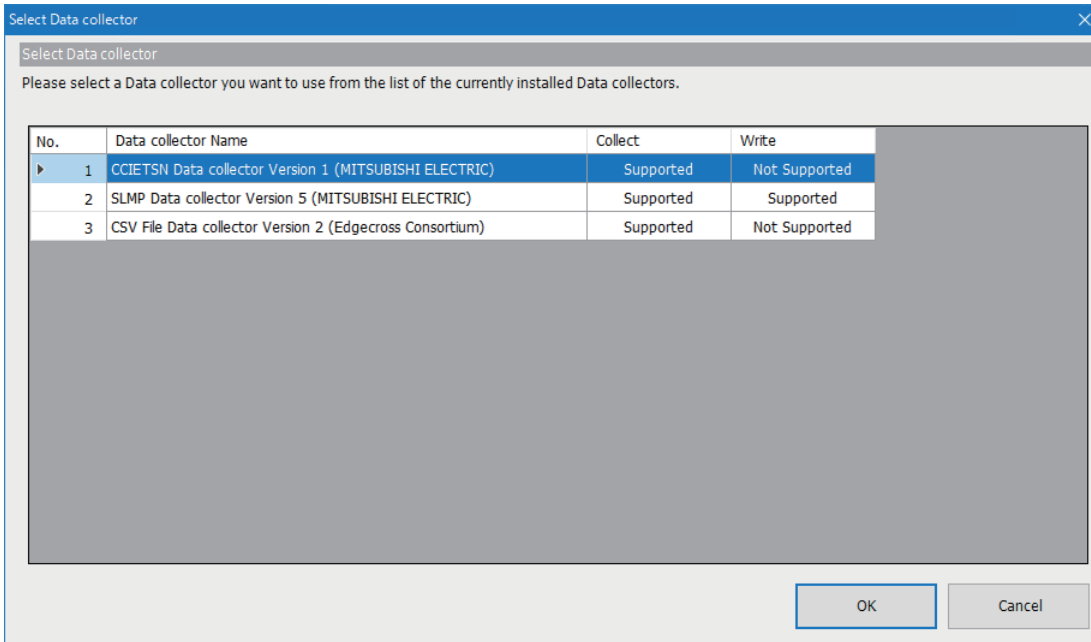 Select Data collector
Select Data collector
Please select a Data collector you want to use from the list of the currently installed Data collectors.
No. Data collector Name Collect Write
1 CCIETSN Data collector Version 1 (MITSUBISHI ELECTRIC) Supported Not Supported
2 SLMP Data collector Version 5 (MITSUBISHI ELECTRIC) Supported Supported
3 CSV File Data collector Version 2 (Edgecross Consortium) Supported Not Supported
OK Cancel